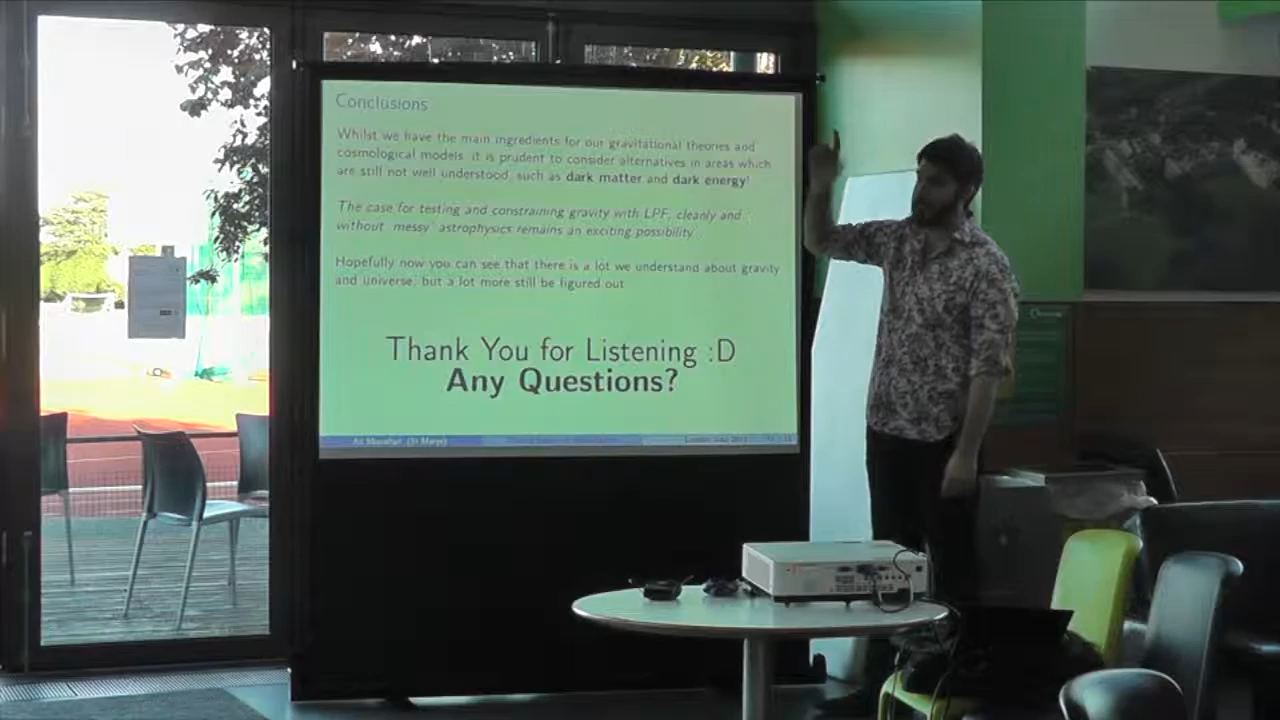 Conclusions
Whilst we have the main ingredients for our gravitational theories and
cosmological models, it is prudent to consider alternatives in areas which
are still not well understood, such as dark matter and dark energy!
The case for testing and constraining gravity with LPF, cleanly and
without 'messy' astrophysics remains an exciting possibility.
Hopefully now you can see that there is a lot we understand about gravity
and universe, but a lot more still be figured out
Thank You for Listening :D
Any Questions?
(St Marys)